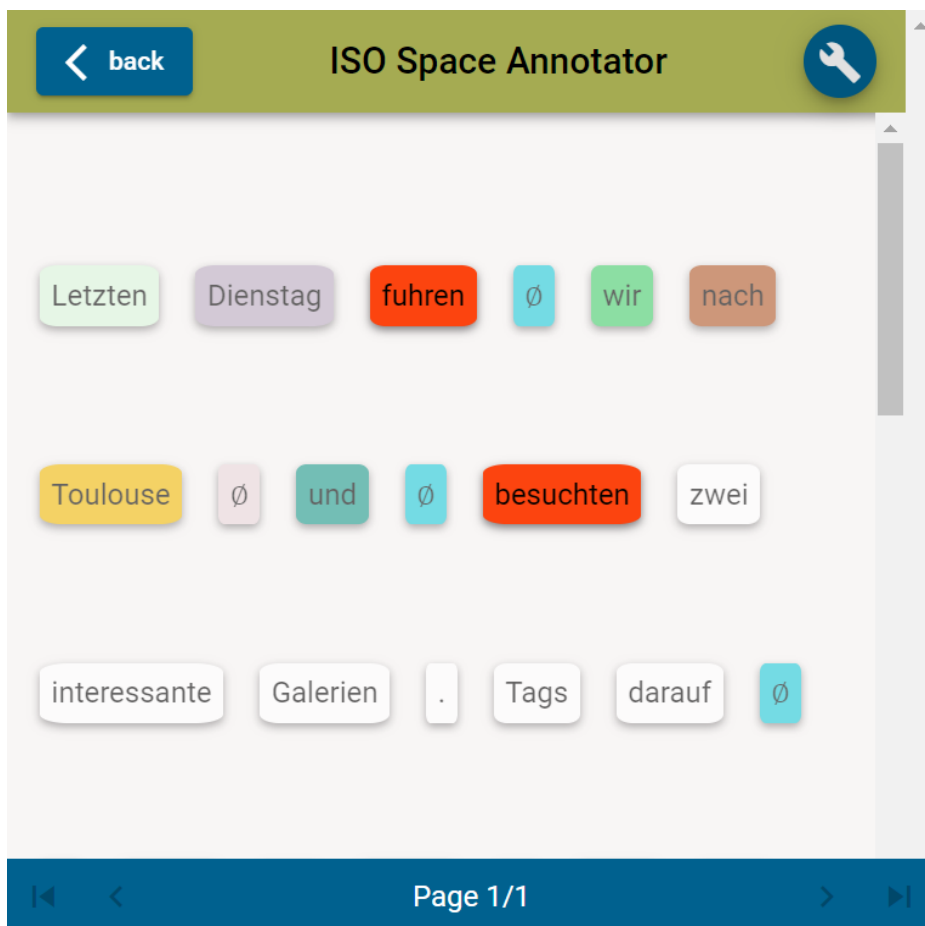 back ISO Space Annotator
Letzten Dienstag fuhren Ø wir nach
Toulouse Ø und Ø besuchten zwei
interessante Galerien . Tags darauf Ø
Page 1/1